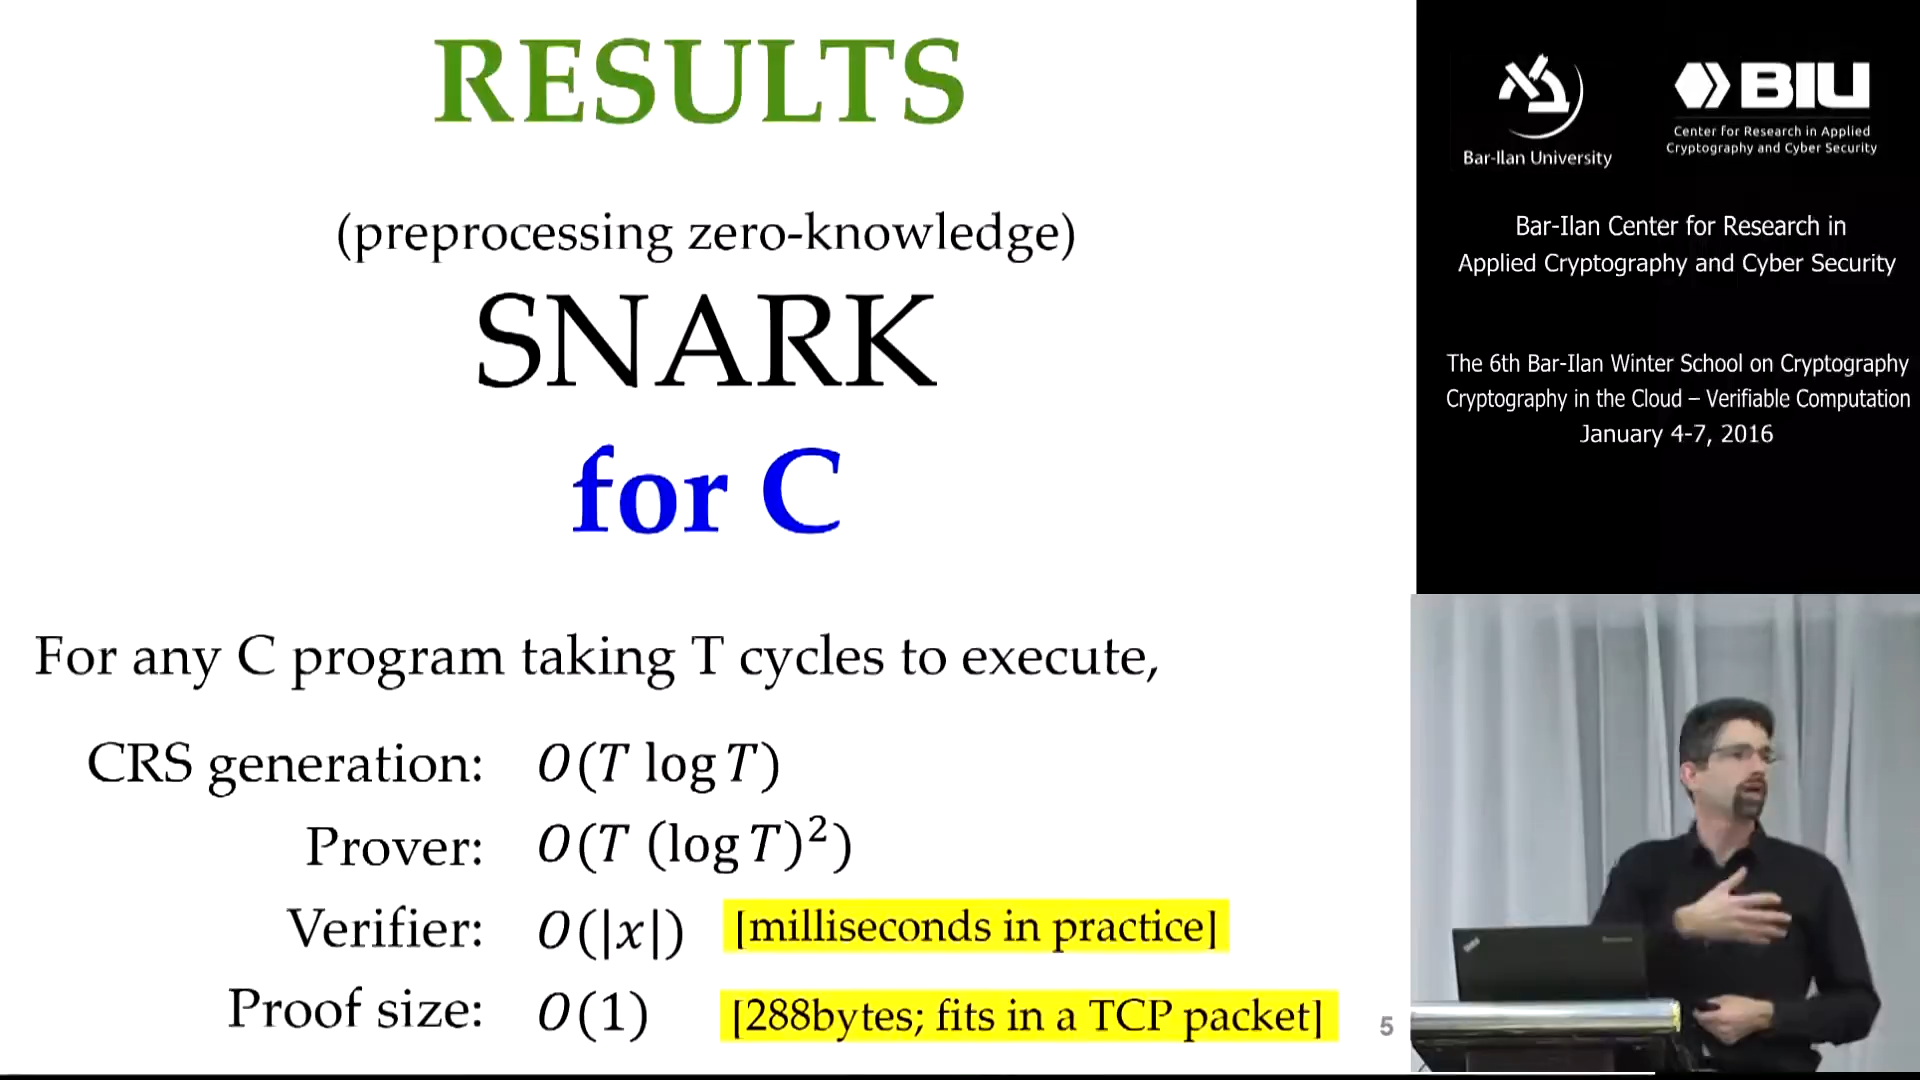 RESULTS
(preprocessing zero-knowledge)
SNARK
for C
For any C program taking T cycles to execute,
CRS generation: O(T log T)
Prover: O(T (log T)²)
Verifier: O(|x|) [milliseconds in practice]
Proof size: O(1) [288bytes; fits in a TCP packet]
5
Bar-Ilan University
BIU
Center for Research in Applied
Cryptography and Cyber Security
Bar-Ilan Center for Research in
Applied Cryptography and Cyber Security
The 6th Bar-Ilan Winter School on Cryptography
Cryptography in the Cloud – Verifiable Computation
January 4-7, 2016